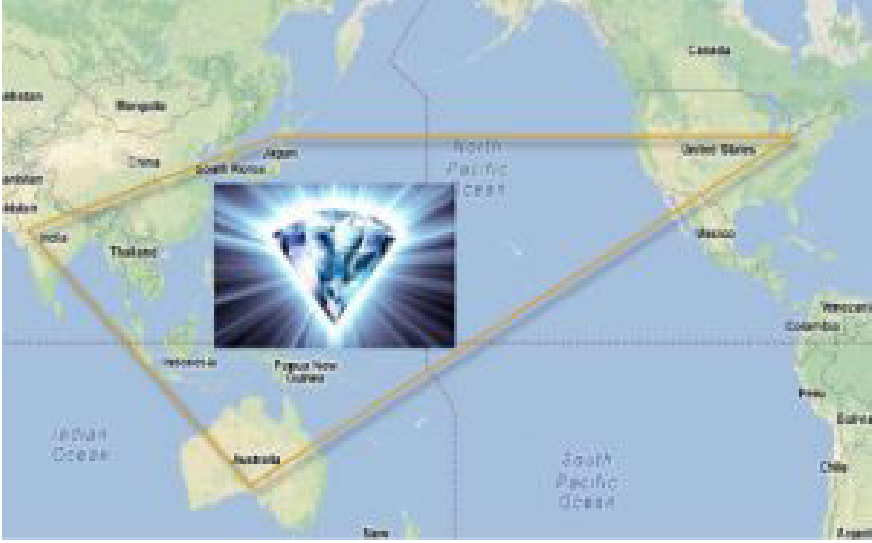 Canada
Mongolia
China
Japan
South Korea
North
Pacific
Ocean
United States
India
Thailand
Mexico
Colombia
Indonesia
Papua New
Guinea
Peru
Indian
Ocean
Australia
South
Pacific
Ocean
Chile
New